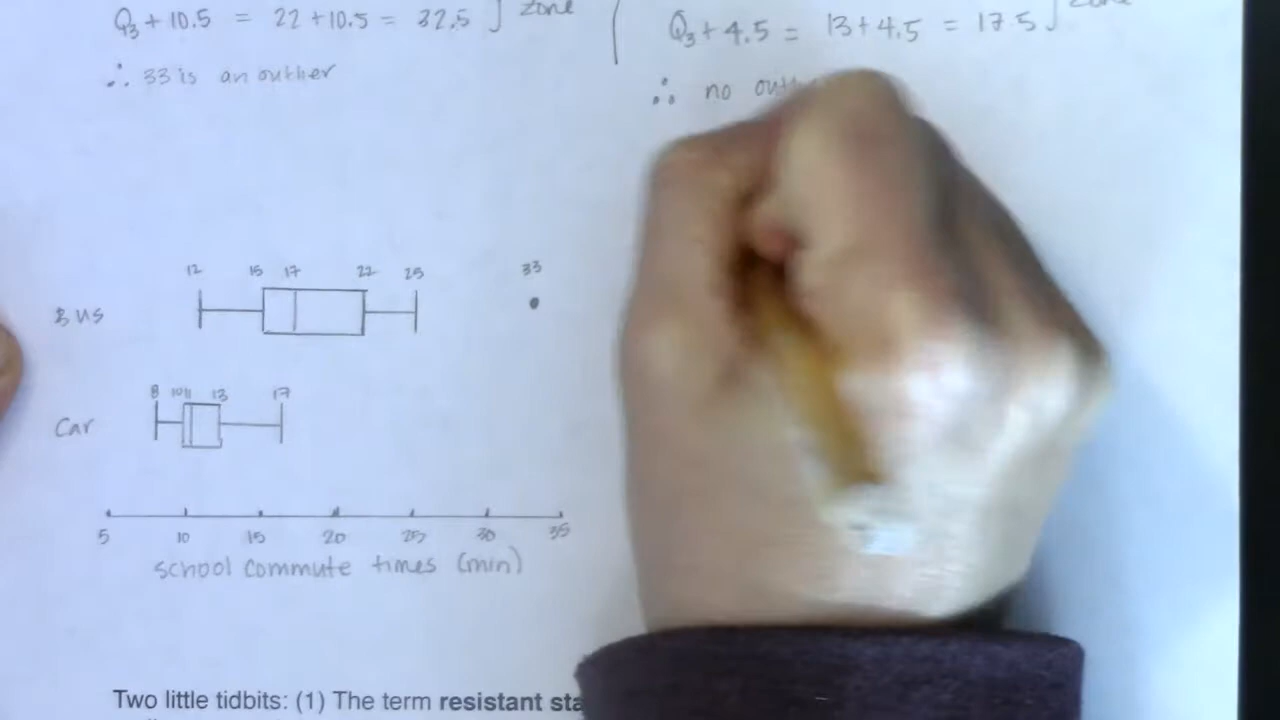 Q3 + 10.5 = 22 + 10.5 = 32.5 ] zone
∴ 33 is an outlier
Q3 + 4.5 = 13 + 4.5 = 17.5 ] zone
∴ no
12 15 17 22 25 33
Bus
8 10 11 13 17
Car
5 10 15 20 25 30 35
school commute times (min)
Two little tidbits: (1) The term resistant